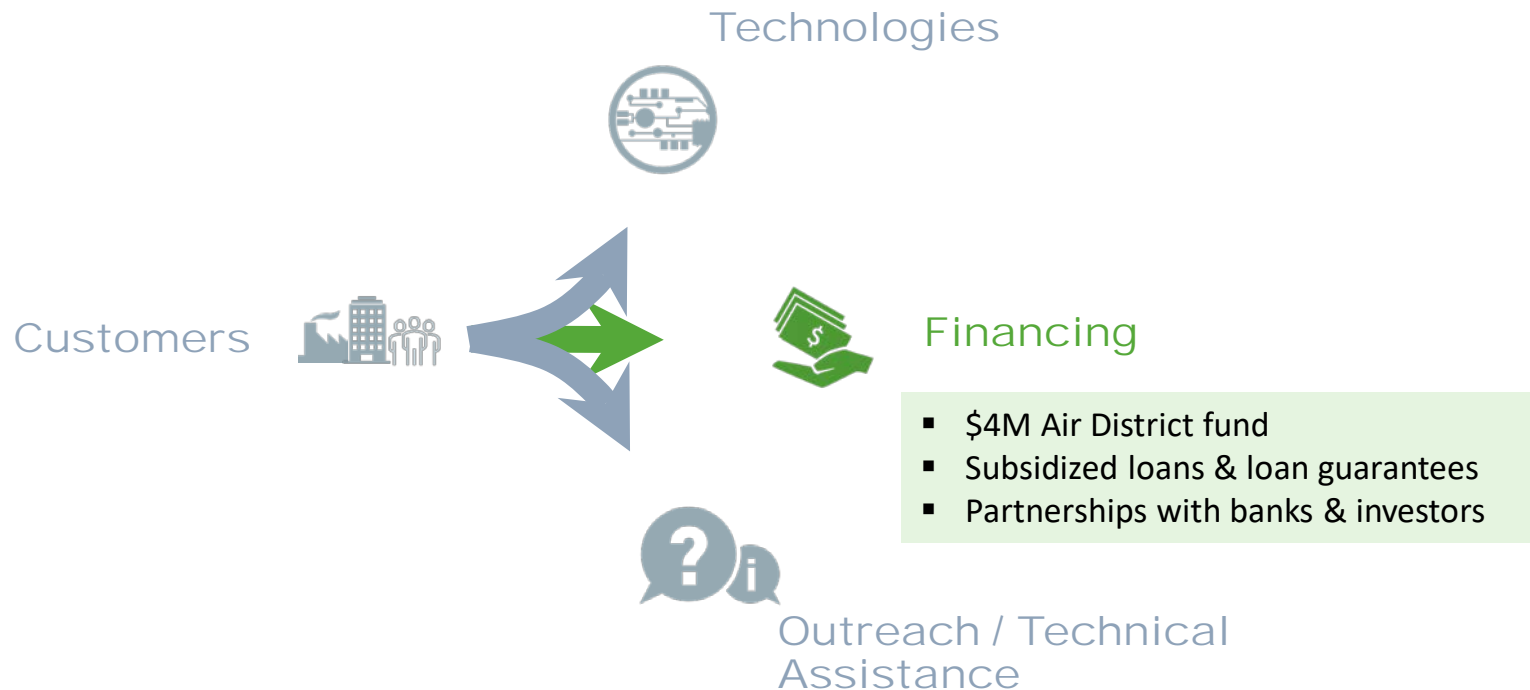 Technologies
Customers
$
Financing
▪ $4M Air District fund
▪ Subsidized loans & loan guarantees
▪ Partnerships with banks & investors
? i
Outreach / Technical
Assistance